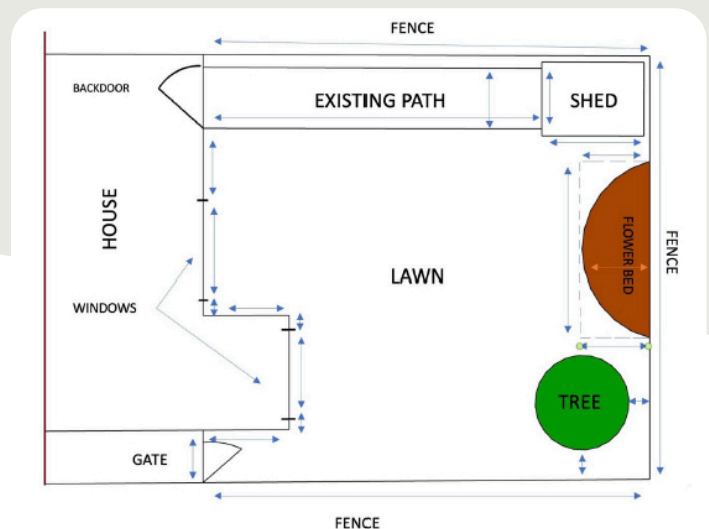 FENCE
BACKDOOR
EXISTING PATH
SHED
HOUSE
FLOWER BED
FENCE
LAWN
WINDOWS
TREE
GATE
FENCE